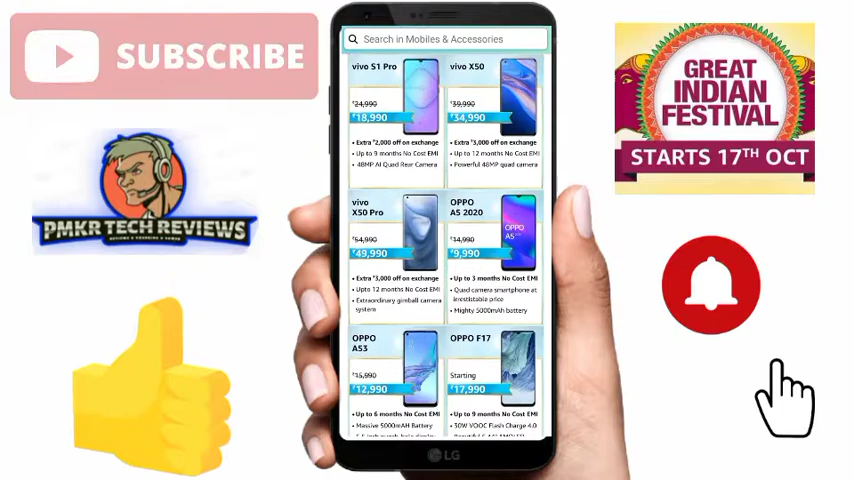 SUBSCRIBE
PMKR TECH REVIEWS
Search in Mobiles & Accessories
vivo S1 Pro
₹24,990
₹18,990
• Extra ₹2,000 off on exchange
• Up to 9 months No Cost EMI
• 48MP AI Quad Rear Camera
vivo X50
₹39,990
₹34,990
• Extra ₹3,000 off on exchange
• Up to 12 months No Cost EMI
• Powerful 48MP quad camera
vivo
X50 Pro
₹54,990
₹49,990
• Extra ₹3,000 off on exchange
• Upto 12 months No Cost EMI
• Extraordinary gimball camera
system
OPPO
A5 2020
OPPO
A5
₹14,990
₹9,990
• Up to 3 months No Cost EMI
• Quad camera smartphone at
irrestistable price
• Mighty 5000mAh battery
OPPO
A53
₹15,990
₹12,990
• Up to 6 months No Cost EMI
• Massive 5000mAH Battery
OPPO F17
Starting
₹17,990
• Up to 9 months No Cost EMI
• 30W VOOC Flash Charge 4.0
LG
GREAT
INDIAN
FESTIVAL
STARTS 17TH OCT